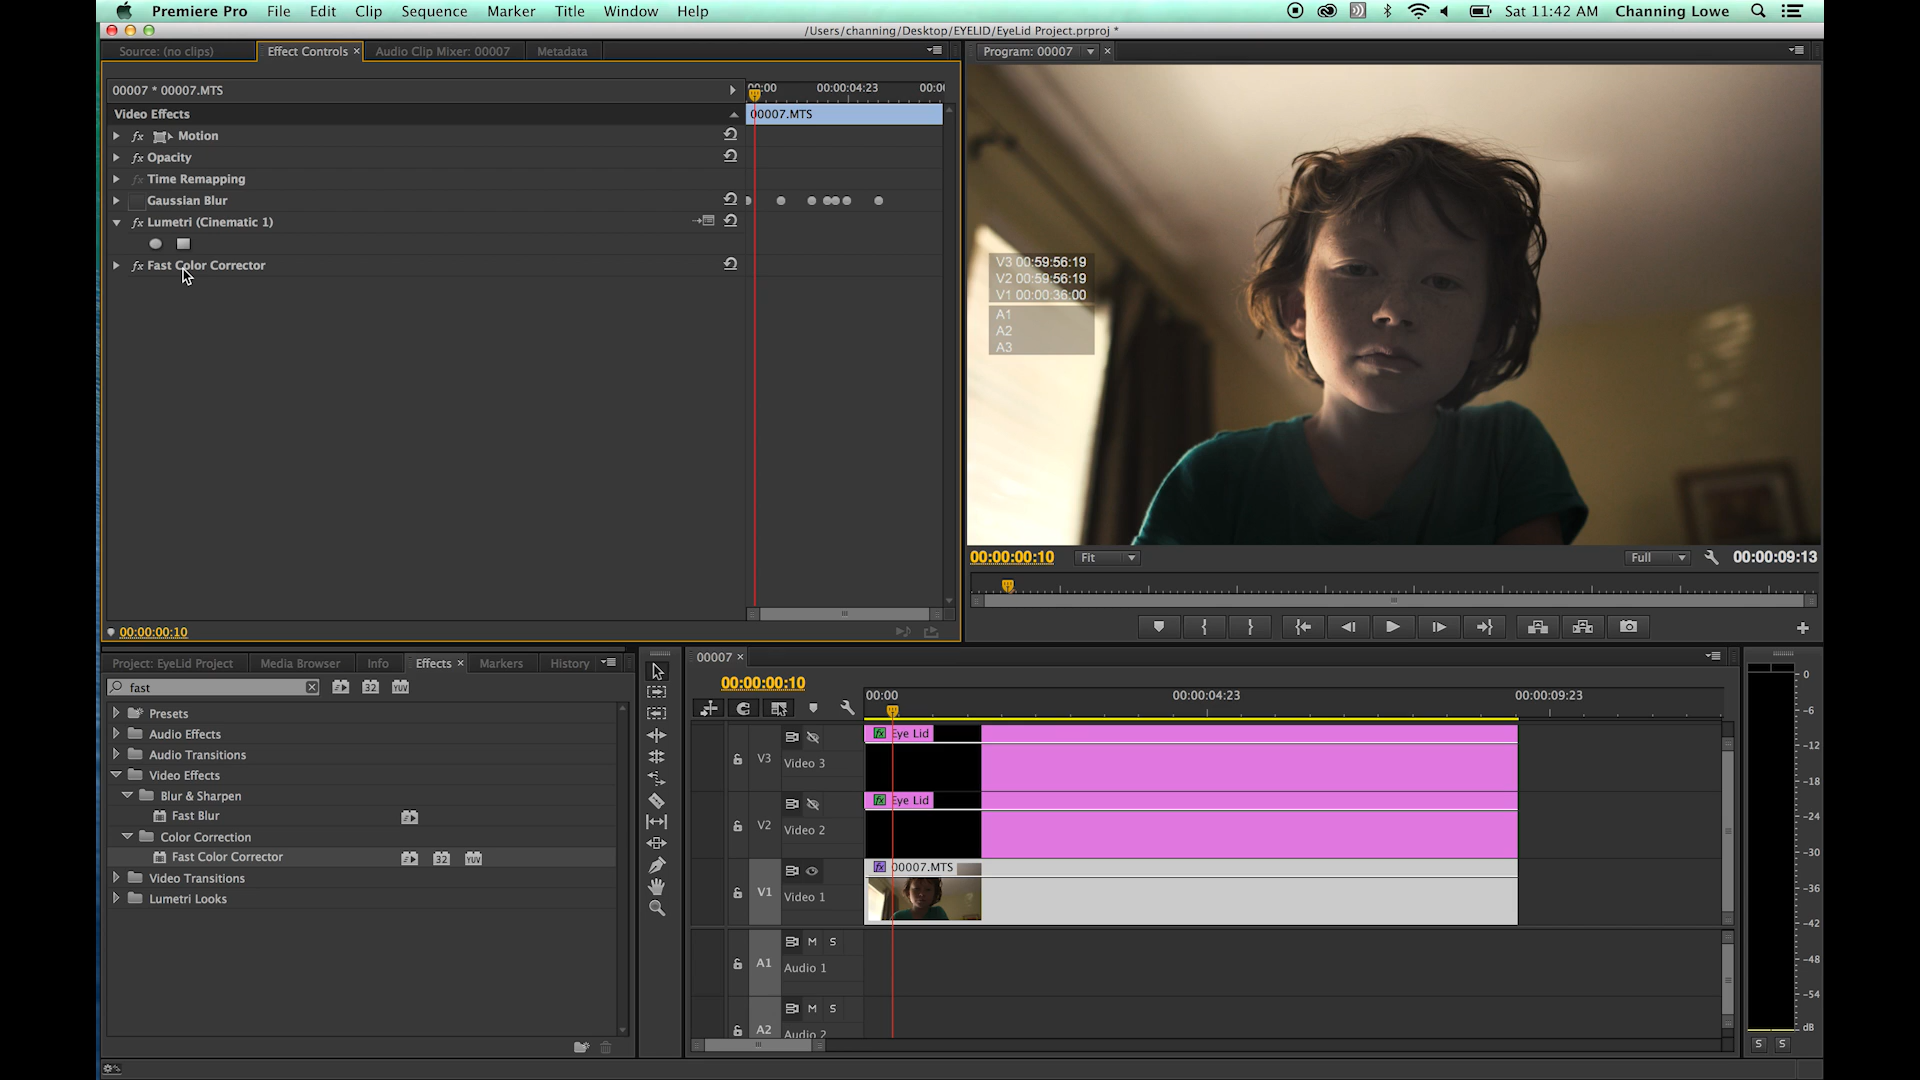 Premiere Pro File Edit Clip Sequence Marker Title Window Help
Sat 11:42 AM Channing Lowe
/Users/channing/Desktop/EYELID/EyeLid Project.prproj *
Source: (no clips) Effect Controls × Audio Clip Mixer: 00007 Metadata
Program: 00007 ×
00007 * 00007.MTS
00:00 00:00:04:23 00:00
Video Effects
00007.MTS
fx Motion
fx Opacity
fx Time Remapping
Gaussian Blur
fx Lumetri (Cinematic 1)
fx Fast Color Corrector
V3 00:59:56:19
V2 00:59:56:19
V1 00:00:36:00
A1
A2
A3
00:00:00:10 Fit Full 00:00:09:13
00:00:00:10
Project: EyeLid Project Media Browser Info Effects × Markers History
fast 32 YUV
Presets
Audio Effects
Audio Transitions
Video Effects
Blur & Sharpen
Fast Blur
Color Correction
Fast Color Corrector 32 YUV
Video Transitions
Lumetri Looks
00007 ×
00:00:00:10
00:00 00:00:04:23 00:00:09:23
fx Eye Lid
V3 Video 3
fx Eye Lid
V2 Video 2
fx 00007.MTS
V1 Video 1
M S
A1 Audio 1
M S
A2 Audio 2
0
-6
-12
-18
-24
-30
-36
-42
-48
-54
dB
S S